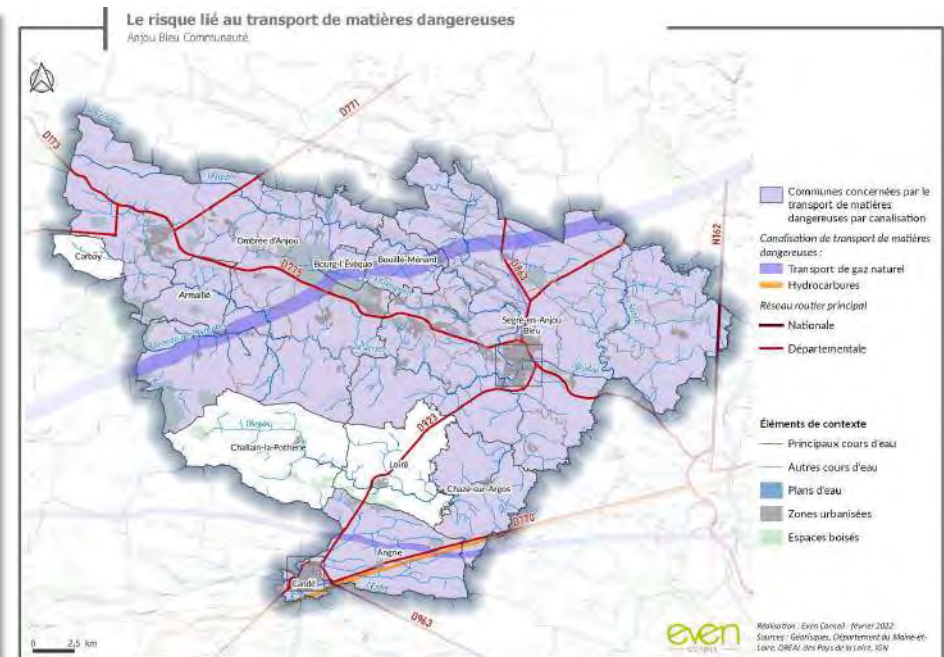 Le risque lié au transport de matières dangereuses
Anjou Bleu Communauté
D771
D173
N162
Ombrée d'Anjou
Carbay
Bourg-l'Évêque
Bouillé-Ménard
D863
D775
Armaillé
Segré-en-Anjou
Bleu
D923
Challain-la-Potherie
Loiré
Chazé-sur-Argos
D770
Angrie
Candé
D963
0 2,5 km
Communes concernées par le
transport de matières
dangereuses par canalisation
Canalisation de transport de matières
dangereuses :
Transport de gaz naturel
Hydrocarbures
Réseau routier principal
Nationale
Départementale
Éléments de contexte
Principaux cours d'eau
Autres cours d'eau
Plans d'eau
Zones urbanisées
Espaces boisés
even
Réalisation : Even Conseil - février 2022
Sources : Géorisques, Département du Maine-et-
Loire, DREAL des Pays de la Loire, IGN